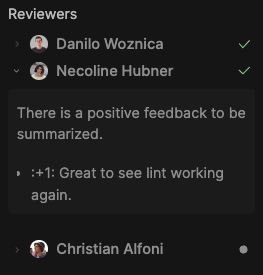 Reviewers
Danilo Woznica
Necoline Hubner
There is a positive feedback to be
summarized.
:+1: Great to see lint working
again.
Christian Alfoni